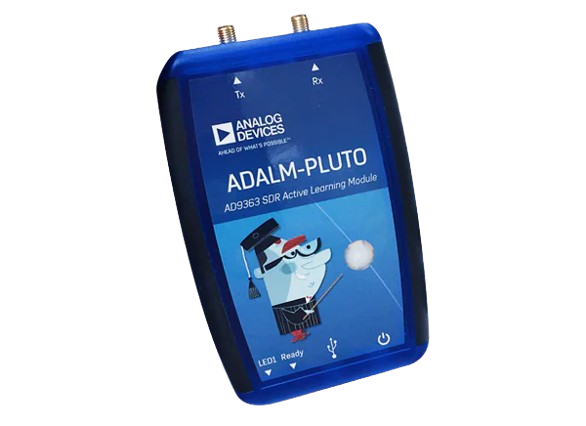 Tx
Rx
ANALOG
DEVICES
AHEAD OF WHAT'S POSSIBLE™
ADALM-PLUTO
AD9363 SDR Active Learning Module
LED1 Ready